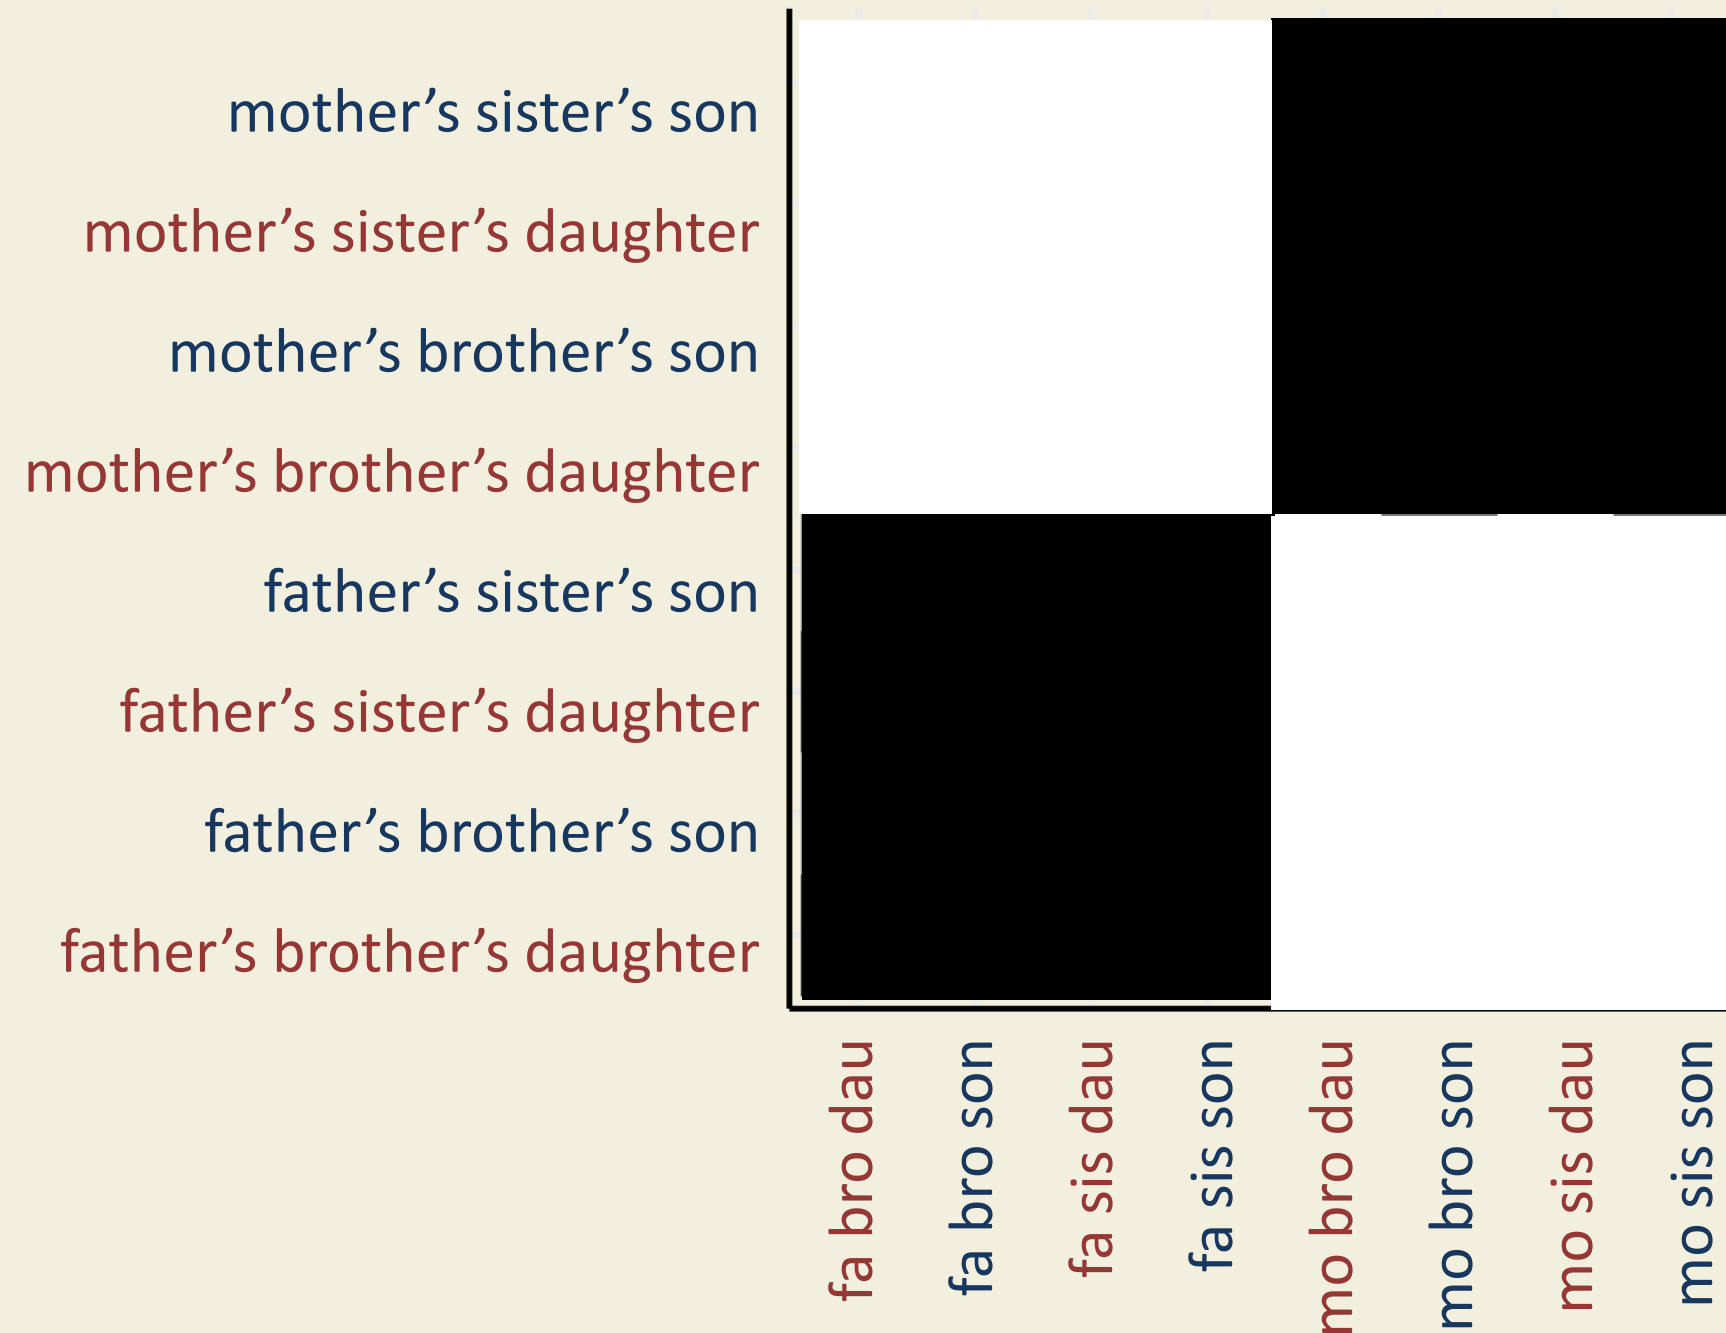 mother’s sister’s son
mother’s sister’s daughter
mother’s brother’s son
mother’s brother’s daughter
father’s sister’s son
father’s sister’s daughter
father’s brother’s son
father’s brother’s daughter
fa bro dau
fa bro son
fa sis dau
fa sis son
mo bro dau
mo bro son
mo sis dau
mo sis son